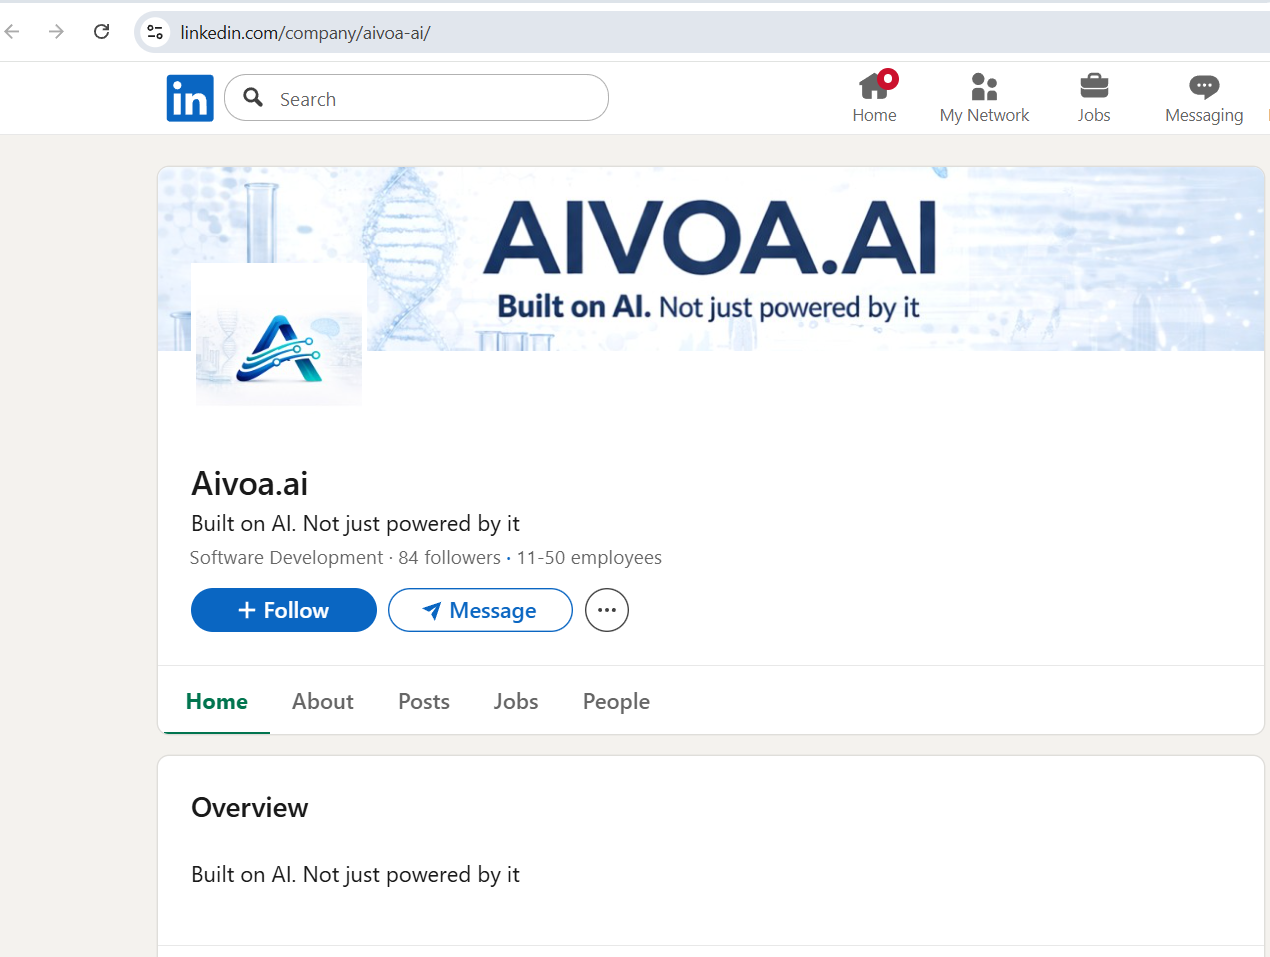 linkedin.com/company/aivoa-ai/
in
Search
Home
My Network
Jobs
Messaging
AIVOA.AI
Built on AI. Not just powered by it
Aivoa.ai
Built on AI. Not just powered by it
Software Development · 84 followers · 11-50 employees
+ Follow
Message
Home
About
Posts
Jobs
People
Overview
Built on AI. Not just powered by it